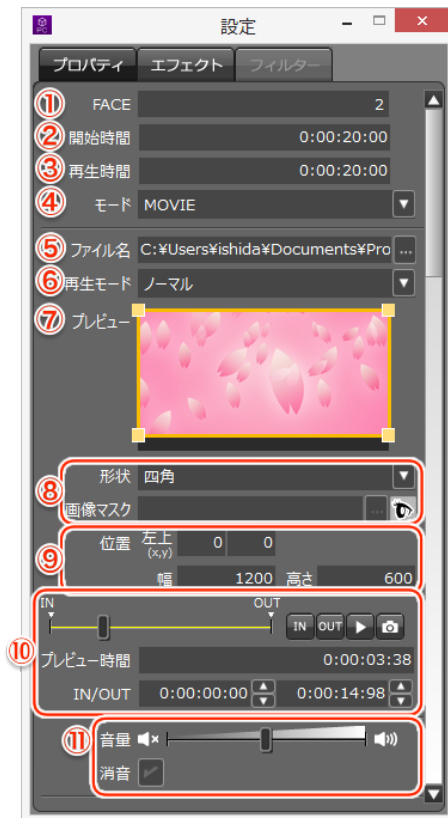 設定
プロパティ エフェクト フィルター
① FACE 2
② 開始時間 0:00:20:00
③ 再生時間 0:00:20:00
④ モード MOVIE
⑤ ファイル名 C:¥Users¥ishida¥Documents¥Pro ...
⑥ 再生モード ノーマル
⑦ プレビュー
⑧ 形状 四角
画像マスク ...
⑨ 位置 左上 (x,y) 0 0
幅 1200 高さ 600
⑩ IN OUT IN OUT
プレビュー時間 0:00:03:38
IN/OUT 0:00:00:00 0:00:14:98
⑪ 音量
消音